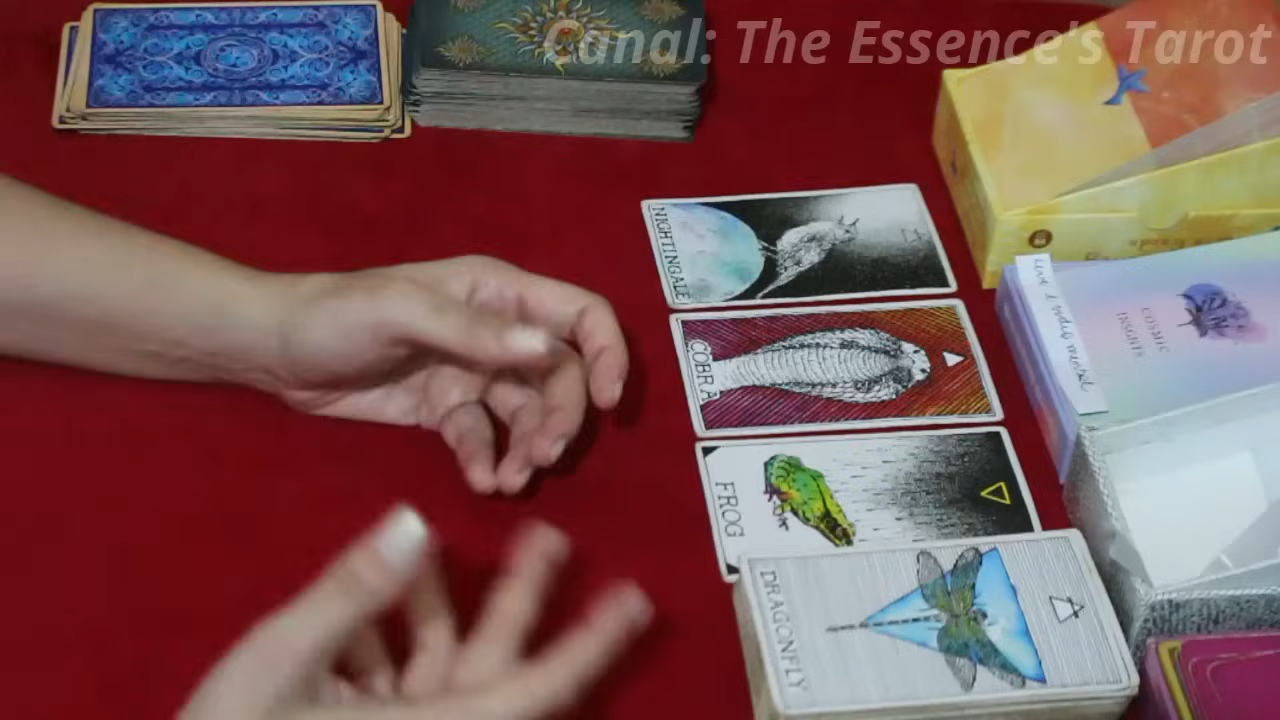 Canal: The Essence's Tarot
NIGHTINGALE
COBRA
FROG
DRAGONFLY
COSMIC
INSIGHTS